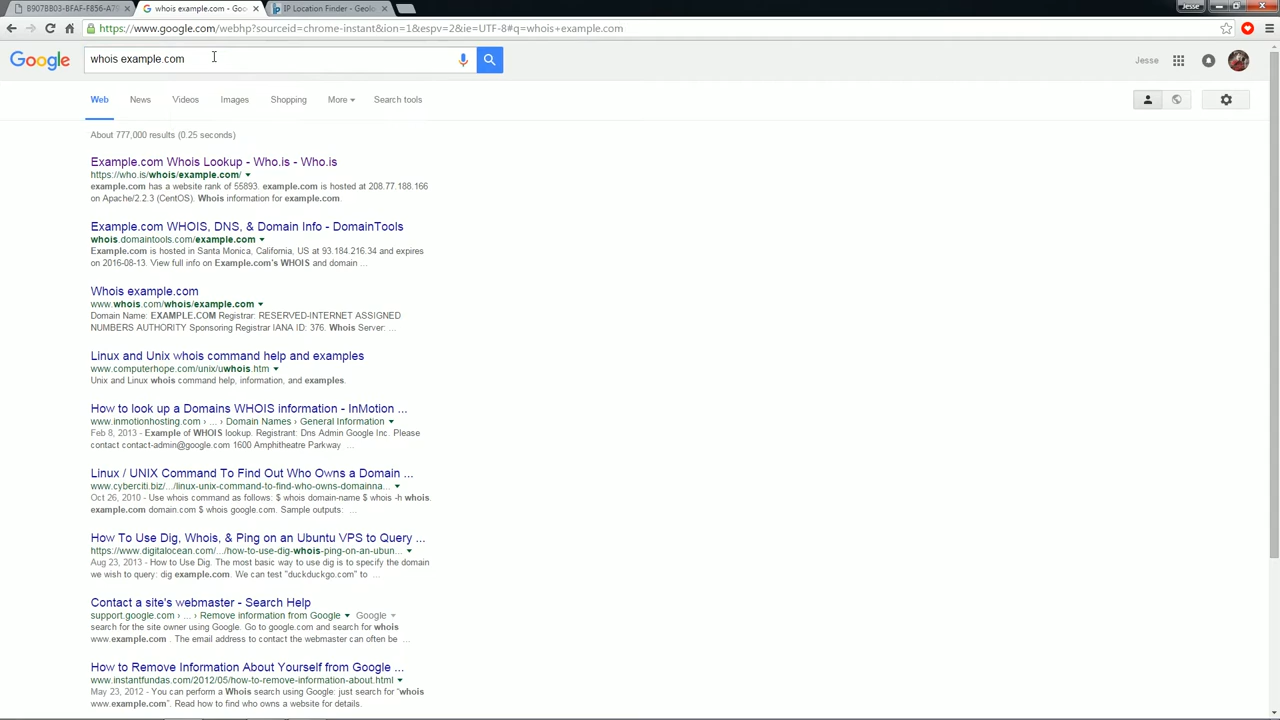 B907BB03-BFAF-F856-A7
whois example.com - Goo
IP Location Finder - Geolo
Jesse
https://www.google.com/webhp?sourceid=chrome-instant&ion=1&espv=2&ie=UTF-8#q=whois+example.com
Google
whois example.com
Jesse
Web
News
Videos
Images
Shopping
More
Search tools
About 777,000 results (0.25 seconds)
Example.com Whois Lookup - Who.is - Who.is
https://who.is/whois/example.com/
example.com has a website rank of 55893. example.com is hosted at 208.77.188.166
on Apache/2.2.3 (CentOS). Whois information for example.com.
Example.com WHOIS, DNS, & Domain Info - DomainTools
whois.domaintools.com/example.com
Example.com is hosted in Santa Monica, California, US at 93.184.216.34 and expires
on 2016-08-13. View full info on Example.com's WHOIS and domain ...
Whois example.com
www.whois.com/whois/example.com
Domain Name: EXAMPLE.COM Registrar: RESERVED-INTERNET ASSIGNED
NUMBERS AUTHORITY Sponsoring Registrar IANA ID: 376. Whois Server: ...
Linux and Unix whois command help and examples
www.computerhope.com/unix/uwhois.htm
Unix and Linux whois command help, information, and examples.
How to look up a Domains WHOIS information - InMotion ...
www.inmotionhosting.com › ... › Domain Names › General Information
Feb 8, 2013 - Example of WHOIS lookup. Registrant: Dns Admin Google Inc. Please
contact contact-admin@google.com 1600 Amphitheatre Parkway ...
Linux / UNIX Command To Find Out Who Owns a Domain ...
www.cyberciti.biz/.../linux-unix-command-to-find-who-owns-domainna...
Oct 26, 2010 - Use whois command as follows: $ whois domain-name $ whois -h whois.
example.com domain.com $ whois google.com. Sample outputs: ...
How To Use Dig, Whois, & Ping on an Ubuntu VPS to Query ...
https://www.digitalocean.com/.../how-to-use-dig-whois-ping-on-an-ubun...
Aug 23, 2013 - How to Use Dig. The most basic way to use dig is to specify the domain
we wish to query: dig example.com. We can test "duckduckgo.com" to ...
Contact a site's webmaster - Search Help
support.google.com › ... › Remove information from Google Google
search for the site owner using Google. Go to google.com and search for whois
www.example.com . The email address to contact the webmaster can often be ...
How to Remove Information About Yourself from Google ...
www.instantfundas.com/2012/05/how-to-remove-information-about.html
May 23, 2012 - You can perform a Whois search using Google: just search for "whois
www.example.com". Read how to find who owns a website for details.